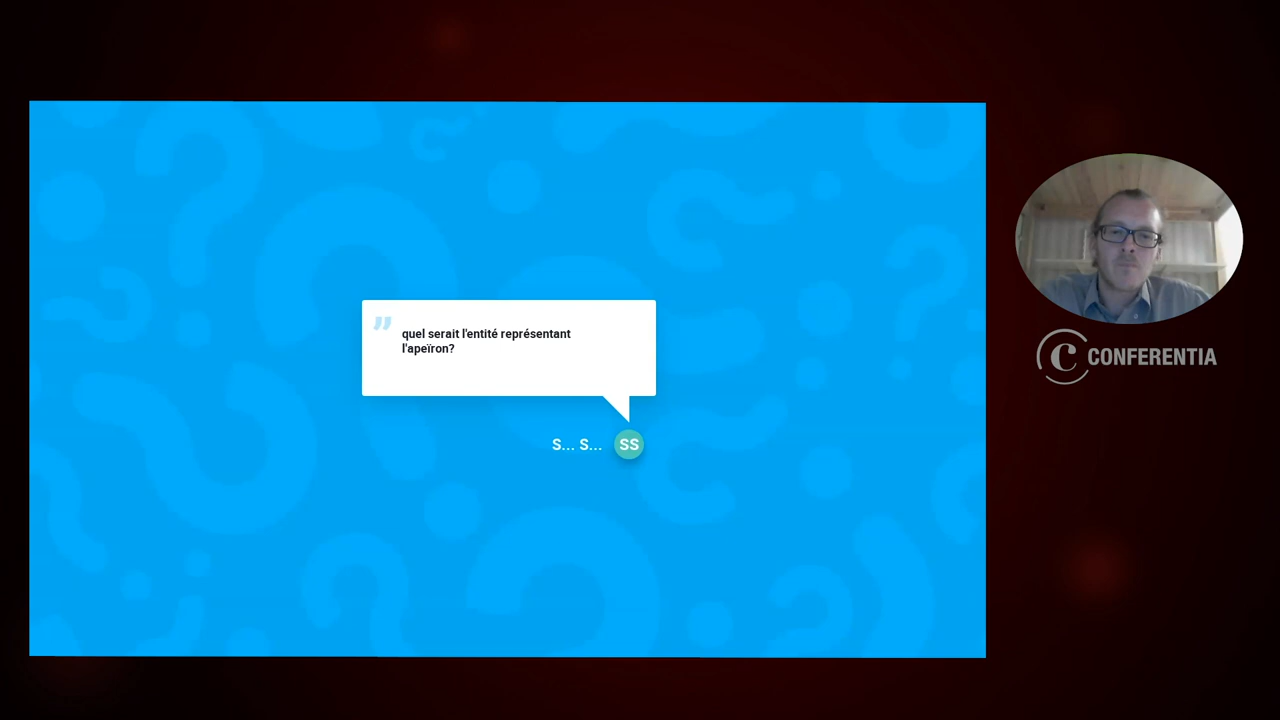 quel serait l'entité représentant
l'apeïron?
S... S...
SS
C CONFERENTIA